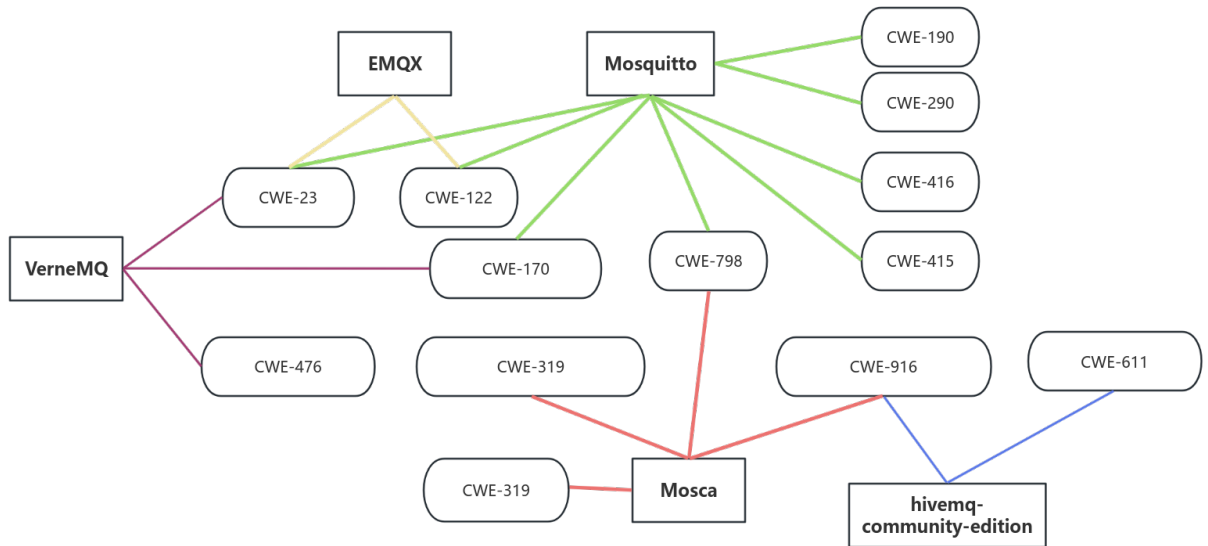 CWE-190
EMQX
Mosquitto
CWE-290
CWE-416
CWE-23
CWE-122
CWE-415
VerneMQ
CWE-170
CWE-798
CWE-476
CWE-319
CWE-916
CWE-611
CWE-319
Mosca
hivemq-
community-edition